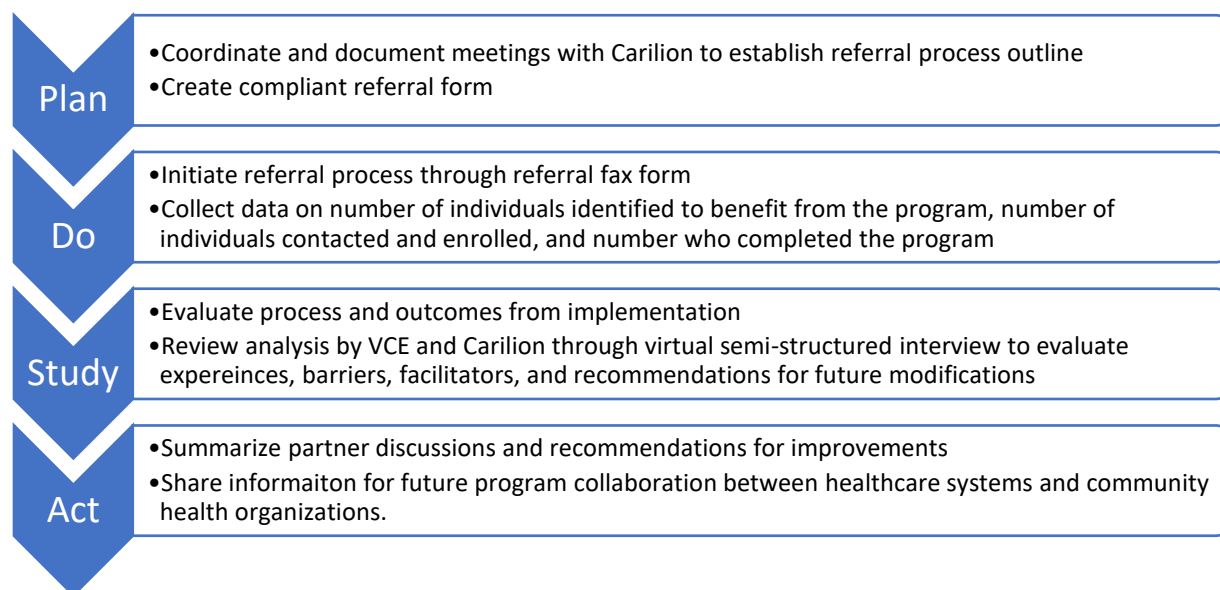 Plan
•Coordinate and document meetings with Carilion to establish referral process outline
•Create compliant referral form
Do
•Initiate referral process through referral fax form
•Collect data on number of individuals identified to benefit from the program, number of
individuals contacted and enrolled, and number who completed the program
Study
•Evaluate process and outcomes from implementation
•Review analysis by VCE and Carilion through virtual semi-structured interview to evaluate
expereinces, barriers, facilitators, and recommendations for future modifications
Act
•Summarize partner discussions and recommendations for improvements
•Share informaiton for future program collaboration between healthcare systems and community
health organizations.